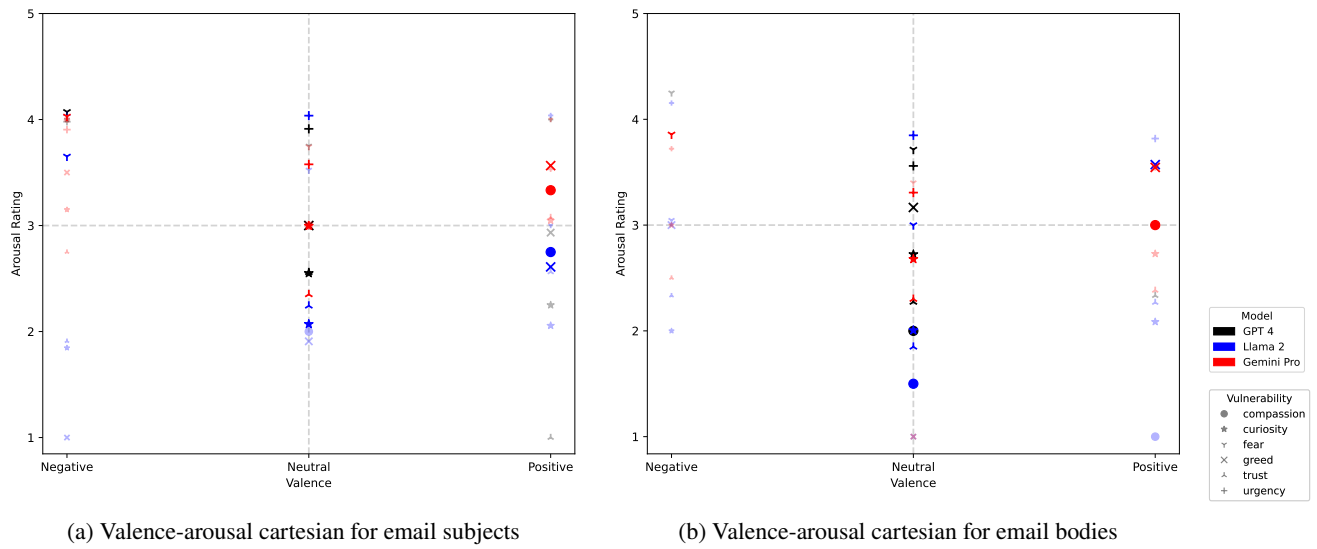 5
4
3
2
1
Arousal Rating
Negative
Neutral
Positive
Valence
(a) Valence-arousal cartesian for email subjects
5
4
3
2
1
Arousal Rating
Negative
Neutral
Positive
Valence
(b) Valence-arousal cartesian for email bodies
Model
GPT 4
Llama 2
Gemini Pro
Vulnerability
compassion
curiosity
fear
greed
trust
urgency